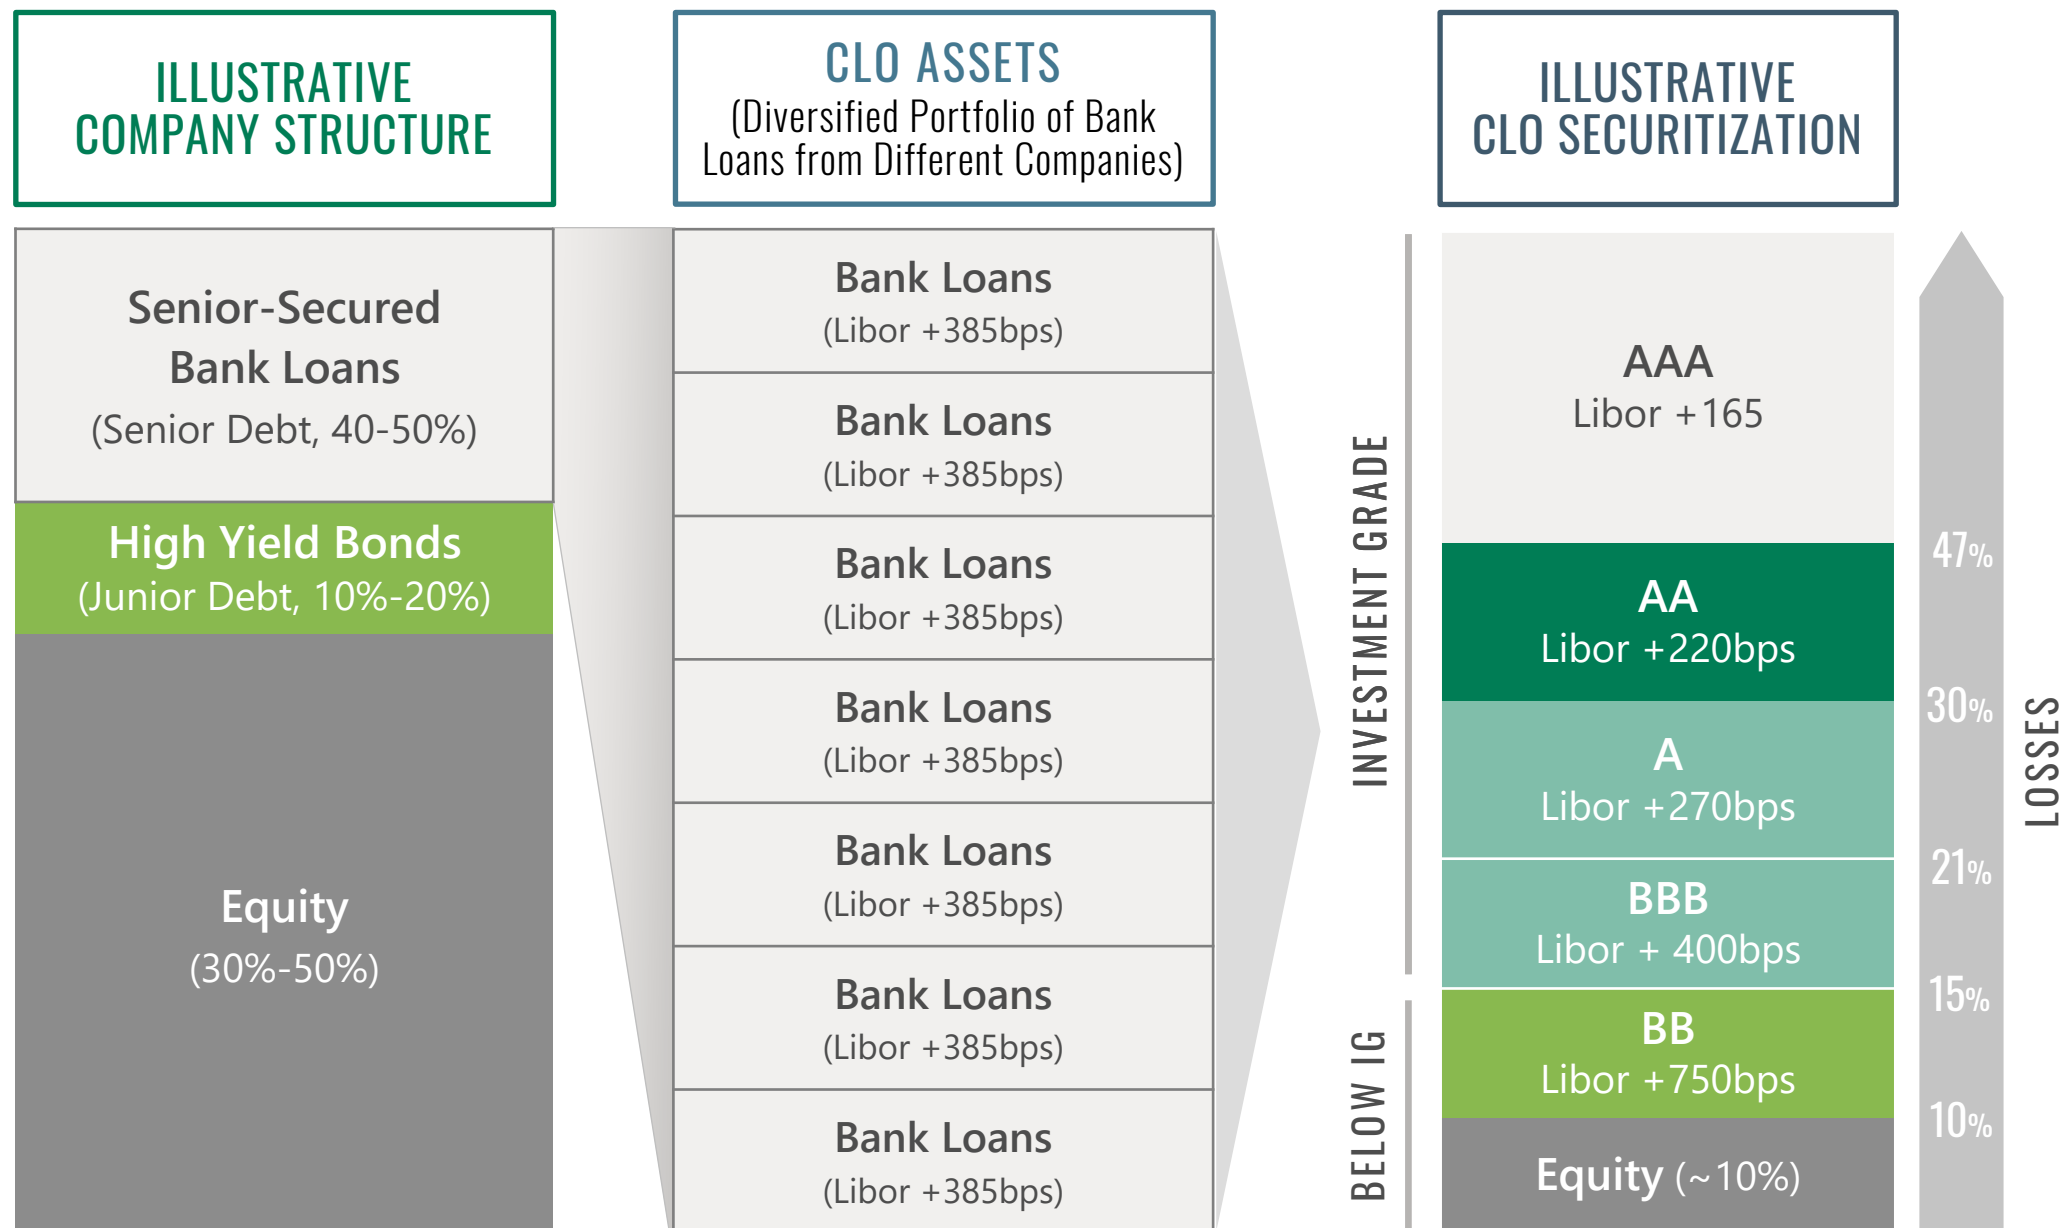 ILLUSTRATIVE
COMPANY STRUCTURE
Senior-Secured
Bank Loans
(Senior Debt, 40-50%)
High Yield Bonds
(Junior Debt, 10%-20%)
Equity
(30%-50%)
CLO ASSETS
(Diversified Portfolio of Bank
Loans from Different Companies)
Bank Loans
(Libor +385bps)
Bank Loans
(Libor +385bps)
Bank Loans
(Libor +385bps)
Bank Loans
(Libor +385bps)
Bank Loans
(Libor +385bps)
Bank Loans
(Libor +385bps)
Bank Loans
(Libor +385bps)
ILLUSTRATIVE
CLO SECURITIZATION
INVESTMENT GRADE
BELOW IG
AAA
Libor +165
AA
Libor +220bps
A
Libor +270bps
BBB
Libor + 400bps
BB
Libor +750bps
Equity (~10%)
47%
30%
21%
15%
10%
LOSSES